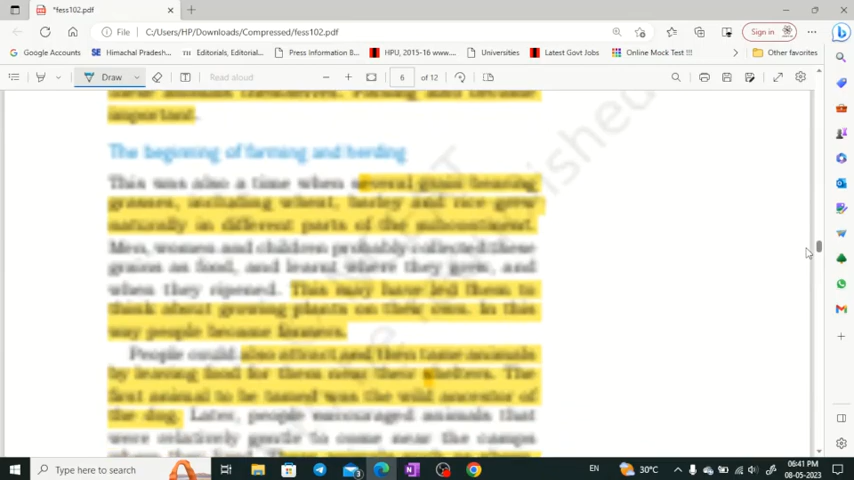 *fess102.pdf
File
C:/Users/HP/Downloads/Compressed/fess102.pdf
Sign in
Google Accounts
Himachal Pradesh...
Editorials, Editorial...
Press Information B...
HPU, 2015-16 www....
Universities
Latest Govt Jobs
Online Mock Test !!!
Other favorites
Draw
Read aloud
6 of 12
important.
The beginning of farming and herding
This was also a time when several grain bearing
grasses, including wheat, barley and rice grew
naturally in different parts of the subcontinent.
Men, women and children probably collected these
grains as food, and learnt where they grew, and
when they ripened. This may have led them to
think about growing plants on their own. In this
way people became farmers.
People could also attract and then tame animals
by leaving food for them near their shelters. The
first animal to be tamed was the wild ancestor of
the dog. Later, people encouraged animals that
were relatively gentle to come near the camps
Type here to search
EN
30°C
06:41 PM
08-05-2023